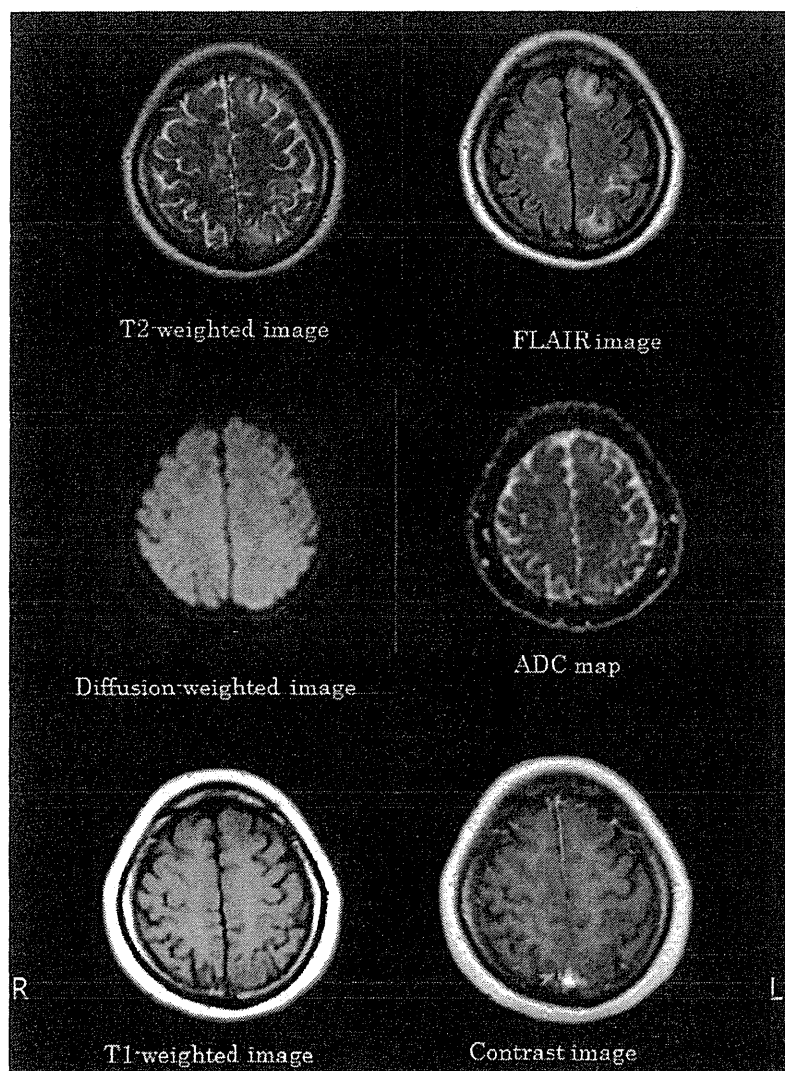 T2-weighted image
FLAIR image
Diffusion-weighted image
ADC map
R
L
T1-weighted image
Contrast image